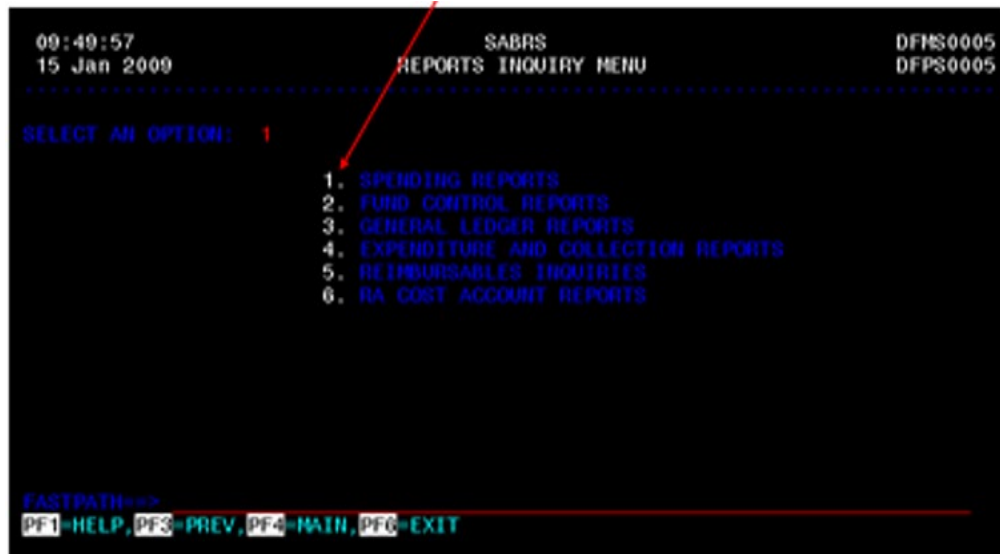 09:49:57 SABRS DFMS0005
15 Jan 2009 REPORTS INQUIRY MENU DFPS0005
SELECT AN OPTION: 1
1. SPENDING REPORTS
2. FUND CONTROL REPORTS
3. GENERAL LEDGER REPORTS
4. EXPENDITURE AND COLLECTION REPORTS
5. REIMBURSABLES INQUIRIES
6. RA COST ACCOUNT REPORTS
FASTPATH==>
PF1=HELP,PF3=PREV,PF4=MAIN,PF6=EXIT